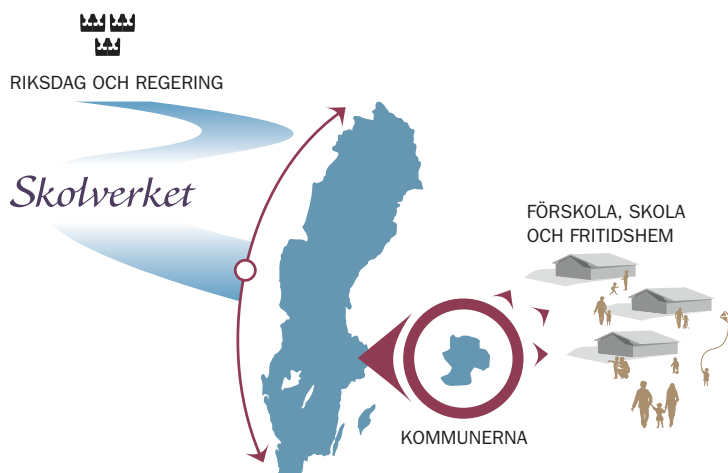 RIKSDAG OCH REGERING
Skolverket
FÖRSKOLA, SKOLA
OCH FRITIDSHEM
KOMMUNERNA